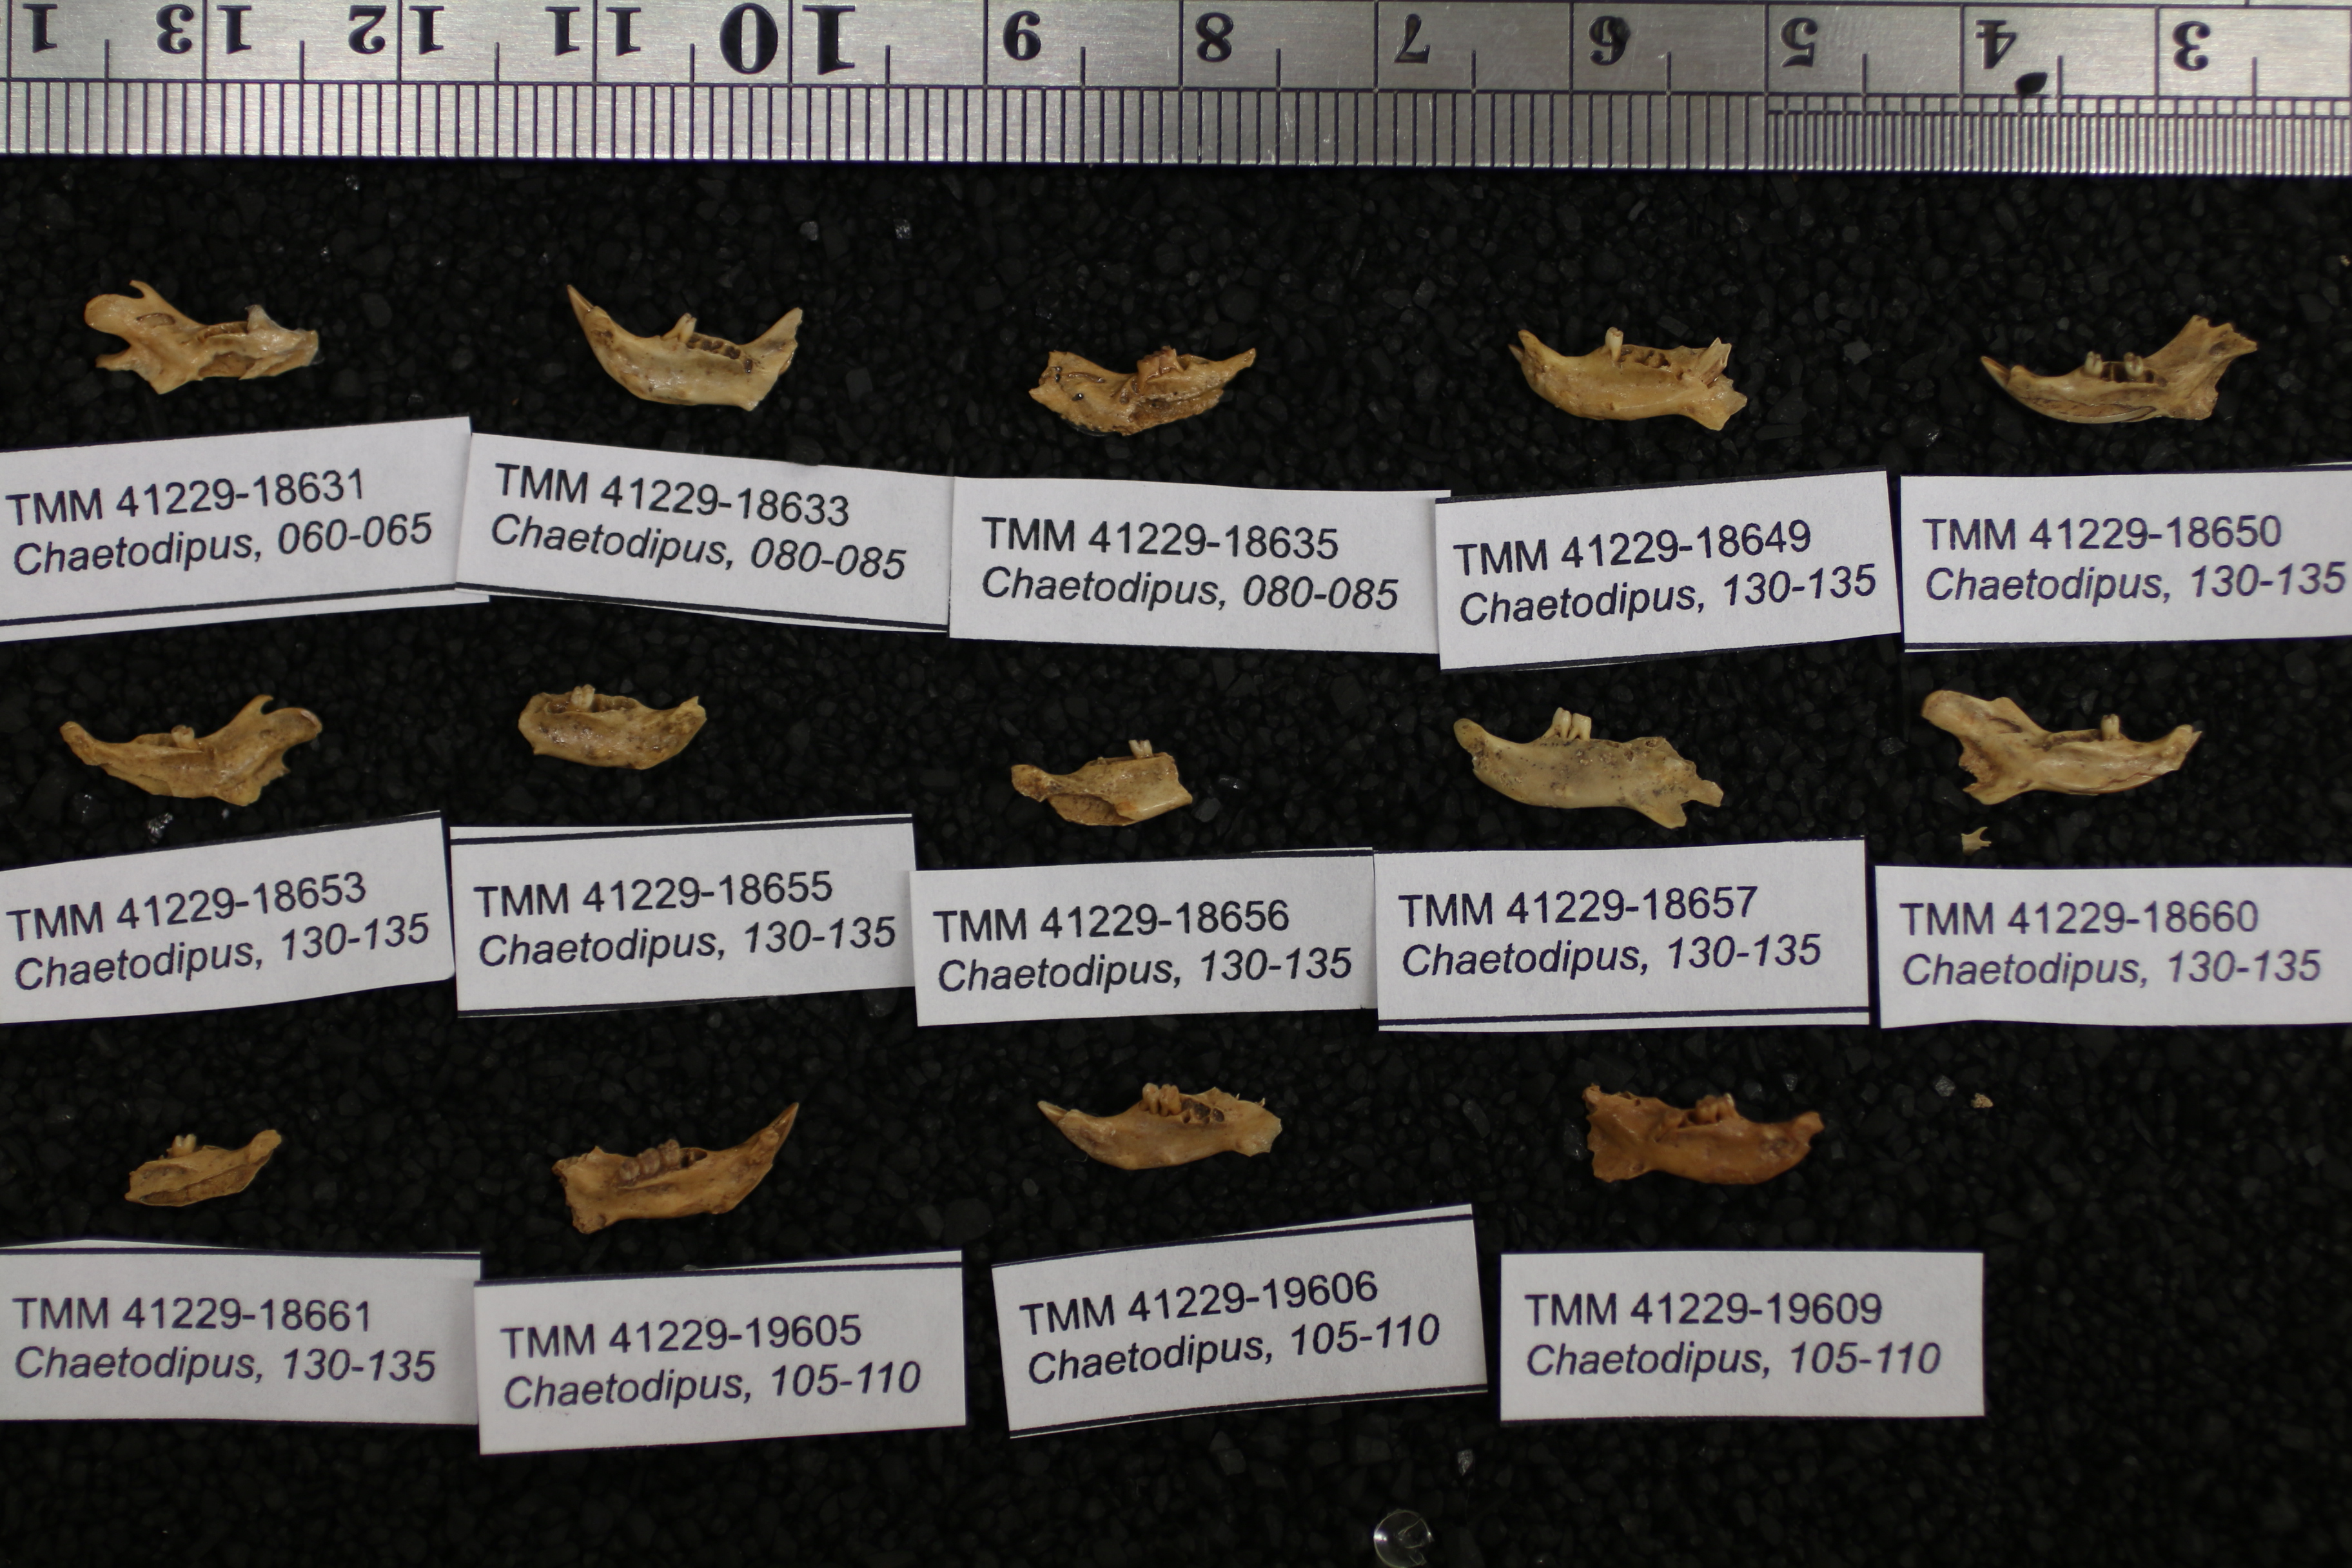 1 13 12 11 10 9 8 7 6 5 4 3
TMM 41229-18631
Chaetodipus, 060-065
TMM 41229-18633
Chaetodipus, 080-085
TMM 41229-18635
Chaetodipus, 080-085
TMM 41229-18649
Chaetodipus, 130-135
TMM 41229-18650
Chaetodipus, 130-135
TMM 41229-18653
Chaetodipus, 130-135
TMM 41229-18655
Chaetodipus, 130-135
TMM 41229-18656
Chaetodipus, 130-135
TMM 41229-18657
Chaetodipus, 130-135
TMM 41229-18660
Chaetodipus, 130-135
TMM 41229-18661
Chaetodipus, 130-135
TMM 41229-19605
Chaetodipus, 105-110
TMM 41229-19606
Chaetodipus, 105-110
TMM 41229-19609
Chaetodipus, 105-110